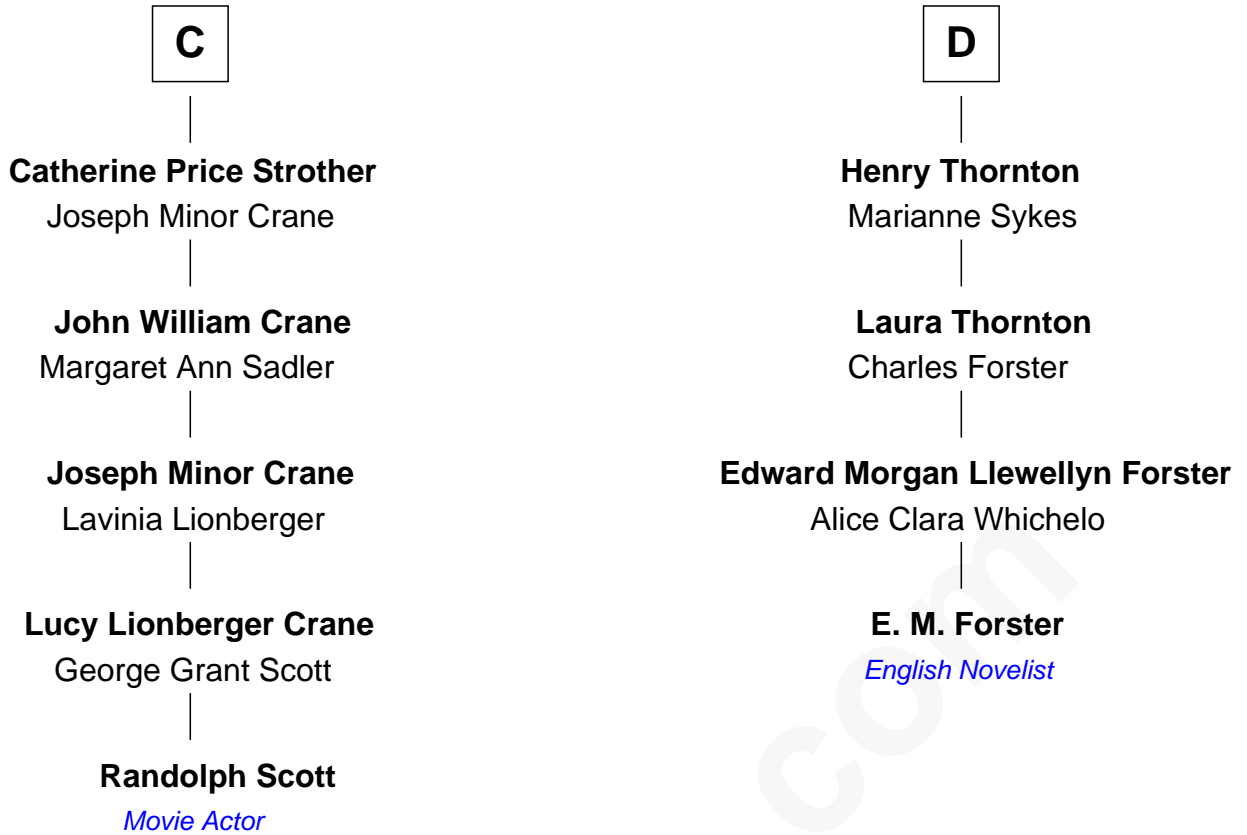 C
Catherine Price Strother
Joseph Minor Crane
John William Crane
Margaret Ann Sadler
Joseph Minor Crane
Lavinia Lionberger
Lucy Lionberger Crane
George Grant Scott
Randolph Scott
Movie Actor
D
Henry Thornton
Marianne Sykes
Laura Thornton
Charles Forster
Edward Morgan Llewellyn Forster
Alice Clara Whichelo
E. M. Forster
English Novelist
com